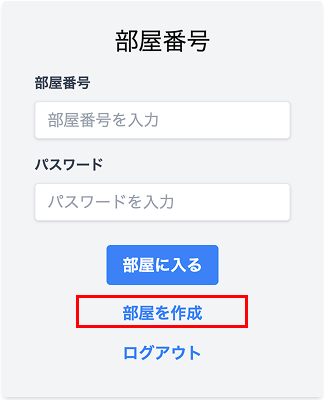 部屋番号
部屋番号
部屋番号を入力
パスワード
パスワードを入力
部屋に入る
部屋を作成
ログアウト